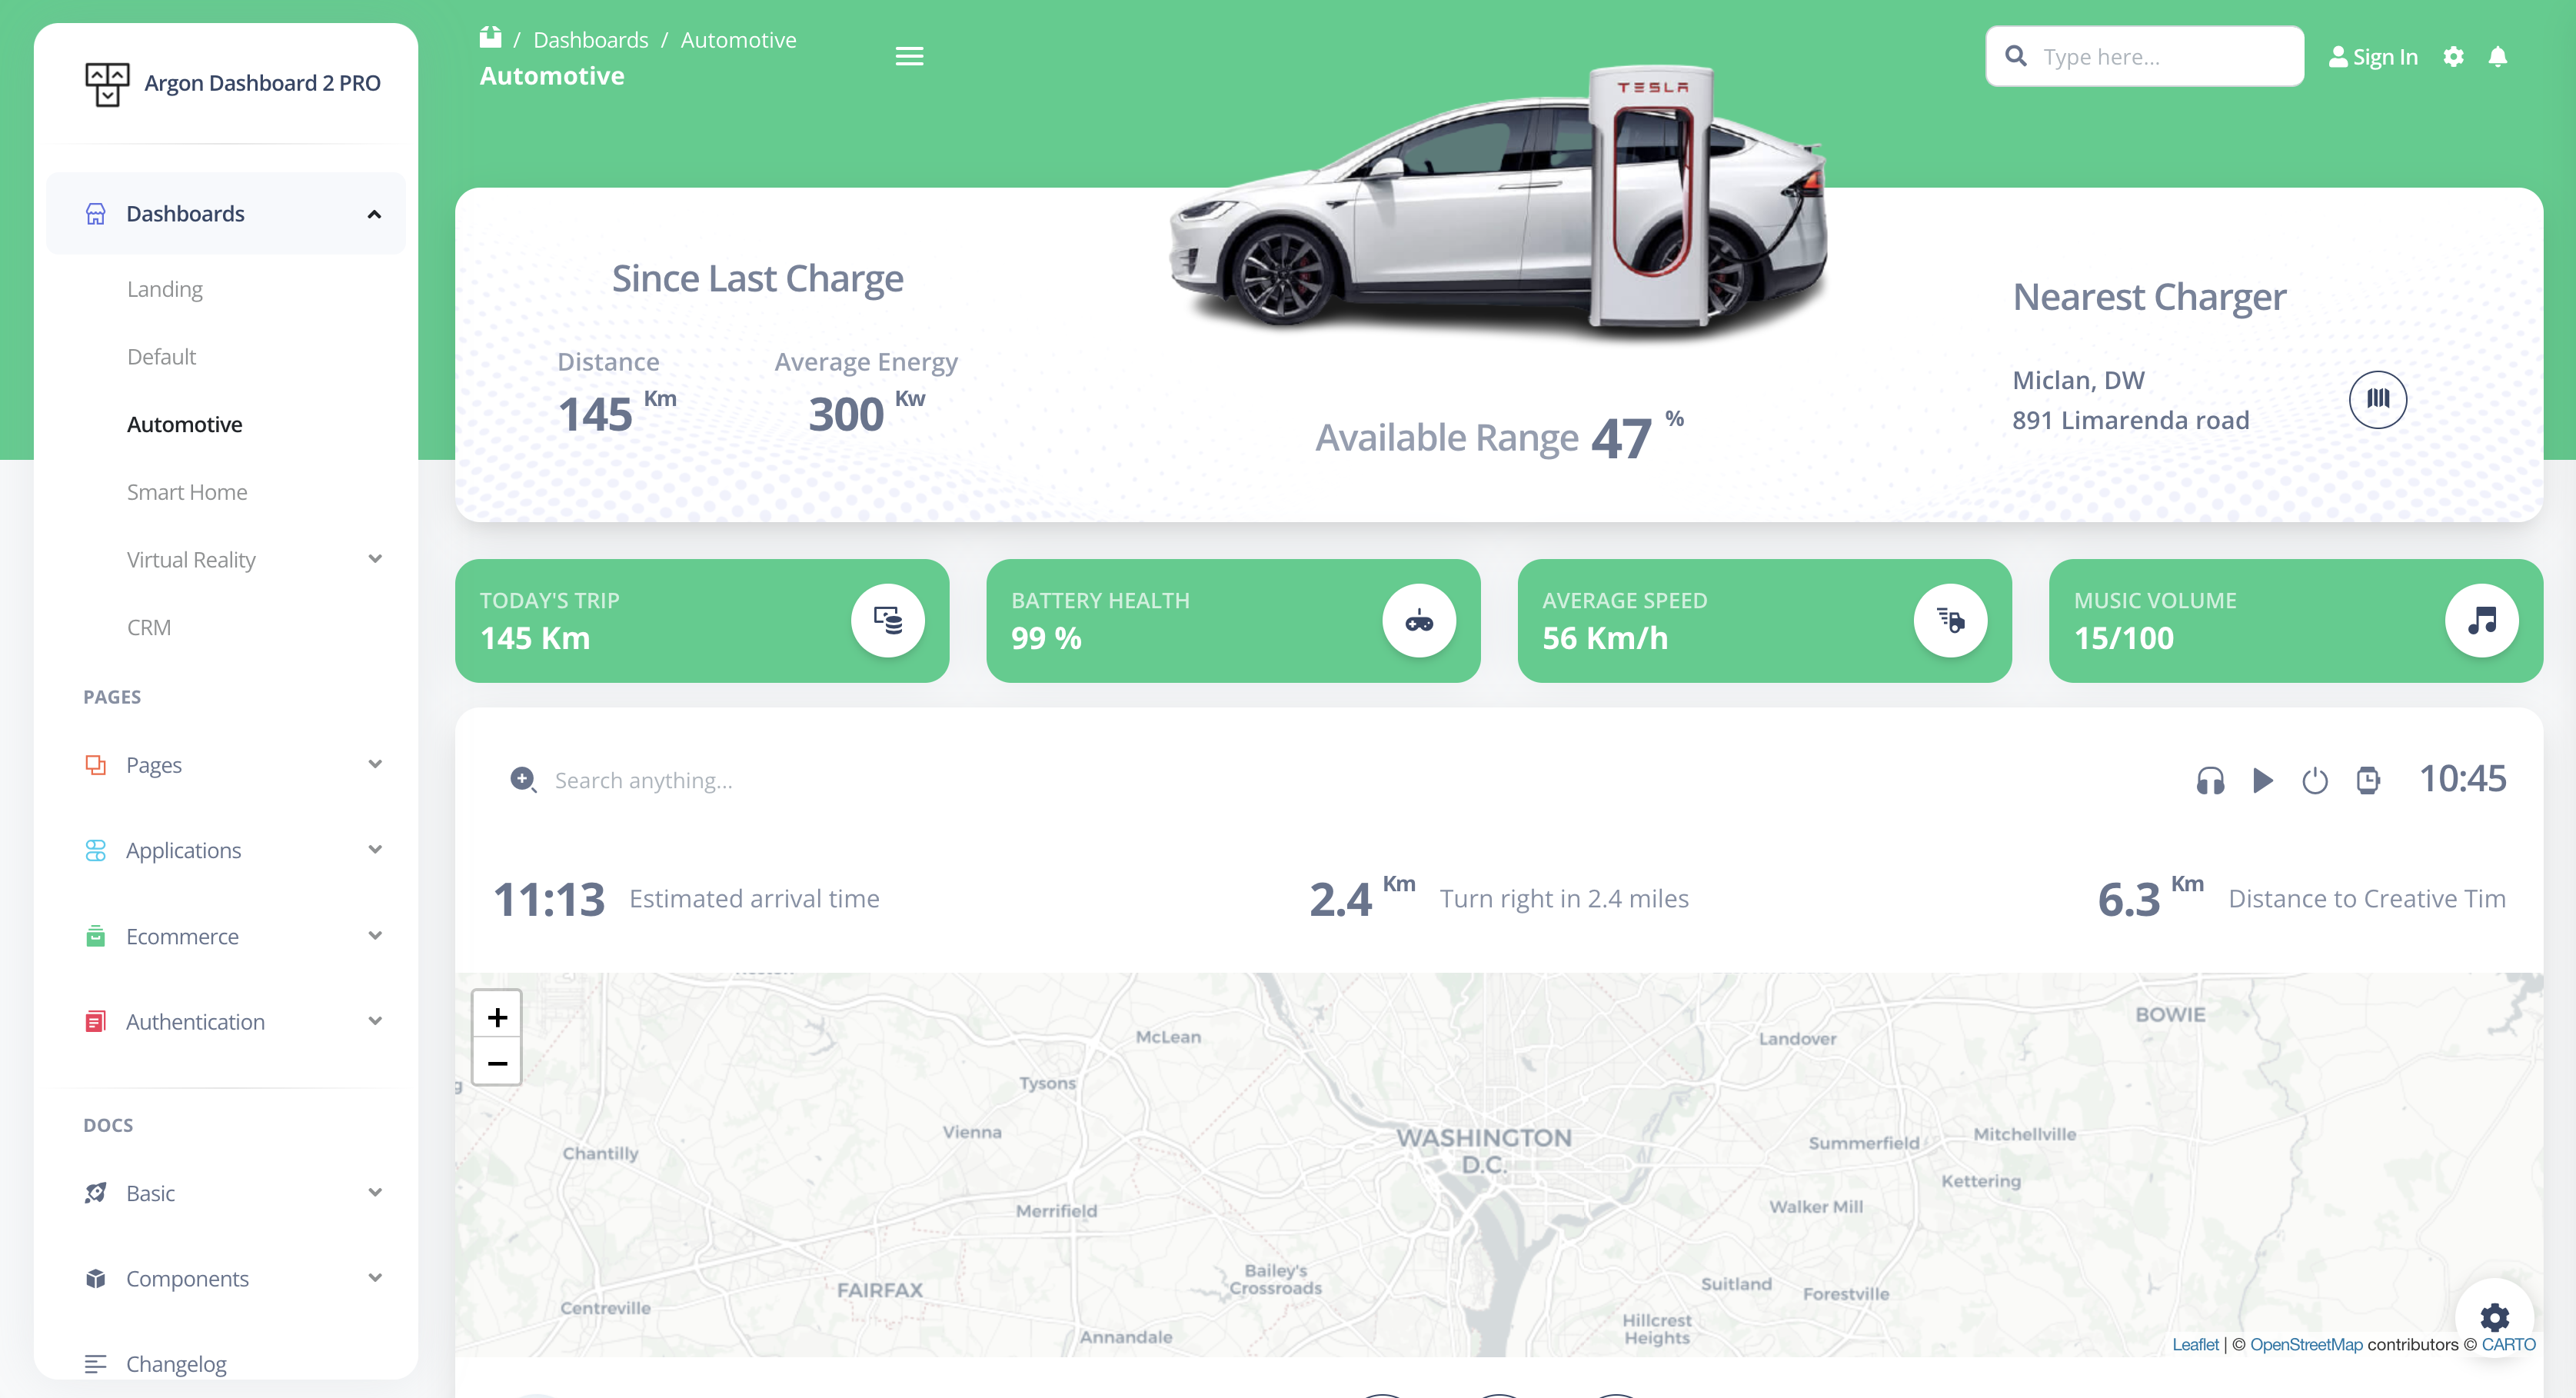 Argon Dashboard 2 PRO
Dashboards
Landing
Default
Automotive
Smart Home
Virtual Reality
CRM
PAGES
Pages
Applications
Ecommerce
Authentication
DOCS
Basic
Components
Changelog
/ Dashboards / Automotive
Automotive
Type here...
Sign In
TESLA
Since Last Charge
Distance
145 Km
Average Energy
300 Kw
Available Range 47 %
Nearest Charger
Miclan, DW
891 Limarenda road
TODAY'S TRIP
145 Km
BATTERY HEALTH
99 %
AVERAGE SPEED
56 Km/h
MUSIC VOLUME
15/100
Search anything...
10:45
11:13 Estimated arrival time
2.4 Km Turn right in 2.4 miles
6.3 Km Distance to Creative Tim
+
−
BOWIE
McLean
Landover
Tysons
Vienna
WASHINGTON
D.C.
Mitchellville
Summerfield
Chantilly
Kettering
Merrifield
Walker Mill
Bailey's
Crossroads
Suitland
FAIRFAX
Forestville
Centreville
Hillcrest
Heights
Annandale
Leaflet | © OpenStreetMap contributors © CARTO